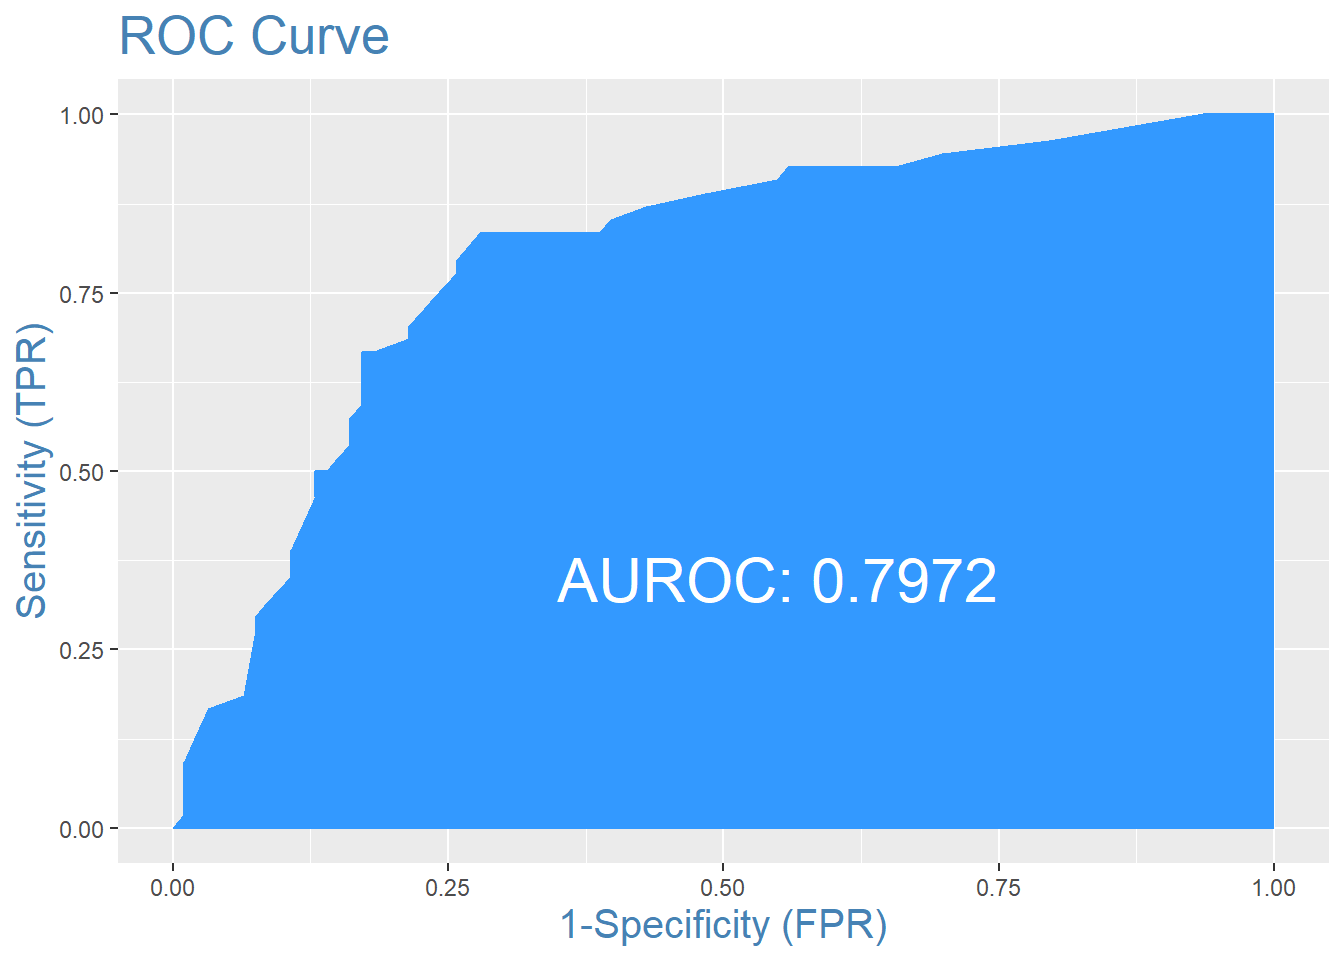 ROC Curve
1.00
0.75
0.50
0.25
0.00
Sensitivity (TPR)
AUROC: 0.7972
0.00 0.25 0.50 0.75 1.00
1-Specificity (FPR)